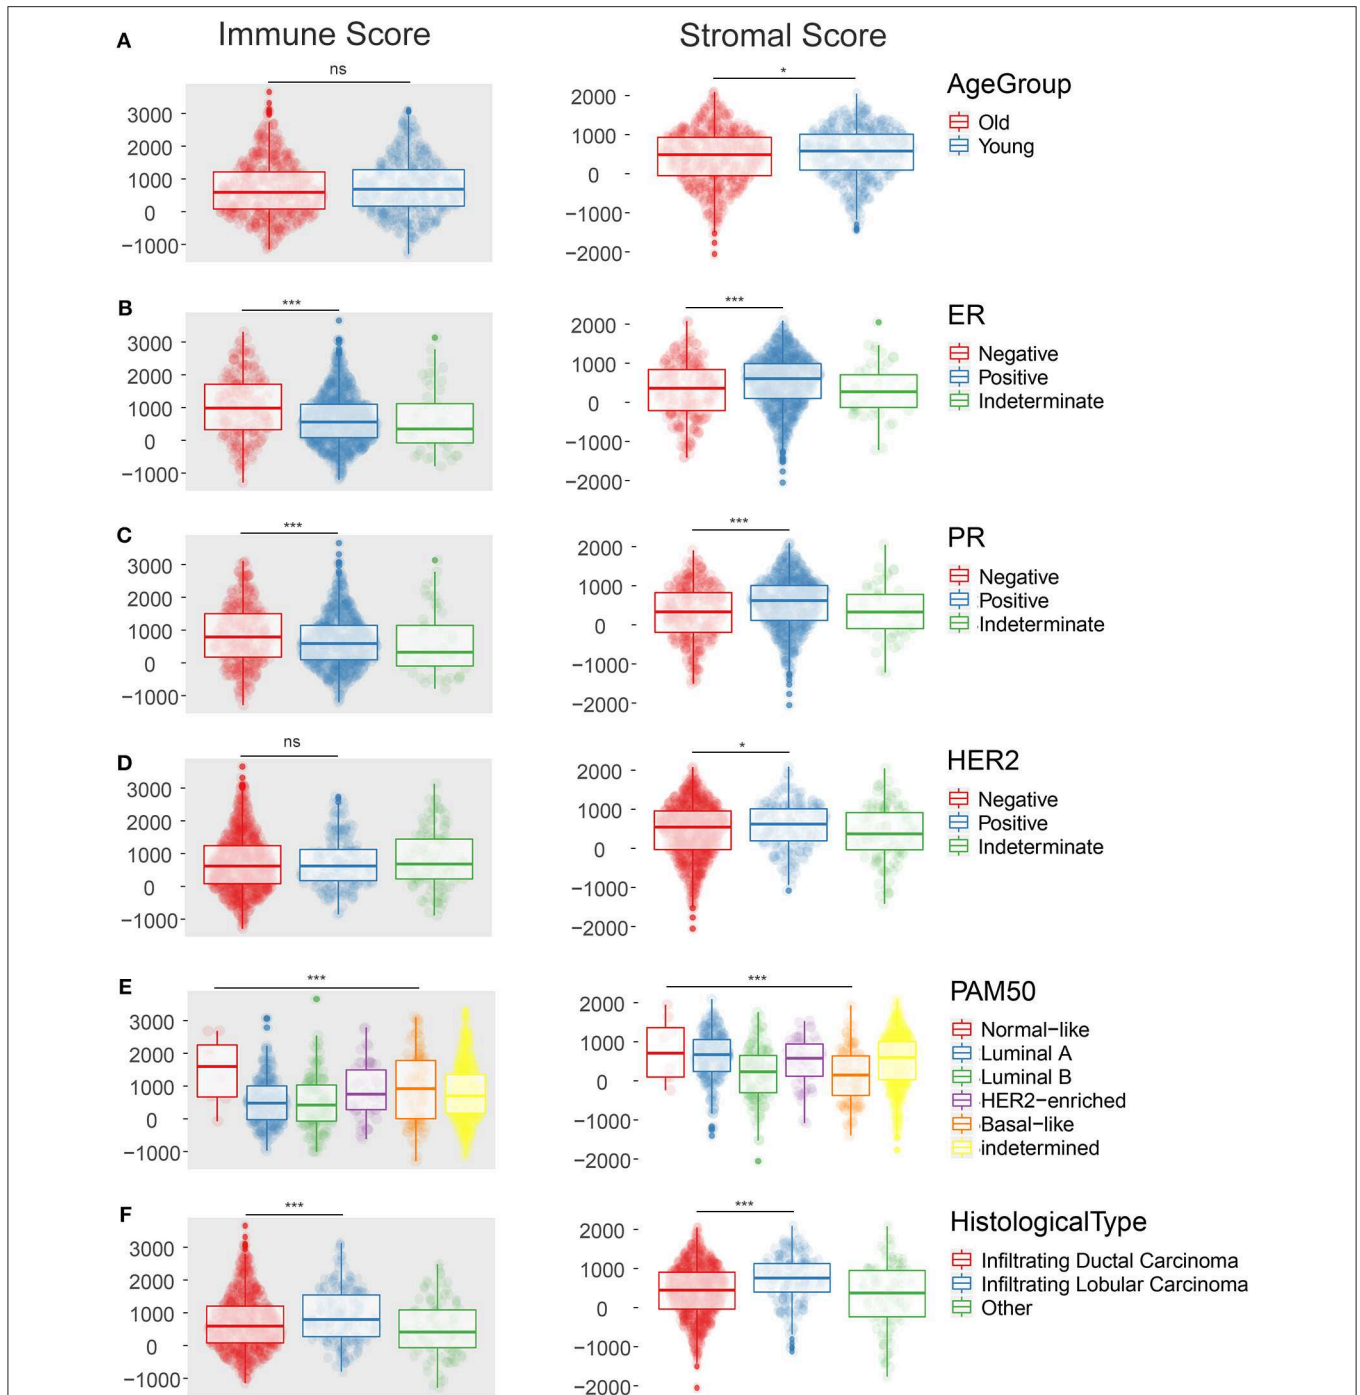 A Immune Score Stromal Score
ns *
3000
2000
1000
0
−1000
2000
1000
0
−1000
−2000
AgeGroup
Old
Young
B *** ***
3000
2000
1000
0
−1000
2000
1000
0
−1000
−2000
ER
Negative
Positive
Indeterminate
C *** ***
3000
2000
1000
0
−1000
2000
1000
0
−1000
−2000
PR
Negative
Positive
Indeterminate
D ns *
3000
2000
1000
0
−1000
2000
1000
0
−1000
−2000
HER2
Negative
Positive
Indeterminate
E *** ***
3000
2000
1000
0
−1000
2000
1000
0
−1000
−2000
PAM50
Normal−like
Luminal A
Luminal B
HER2−enriched
Basal−like
indetermined
F *** ***
3000
2000
1000
0
−1000
2000
1000
0
−1000
−2000
HistologicalType
Infiltrating Ductal Carcinoma
Infiltrating Lobular Carcinoma
Other